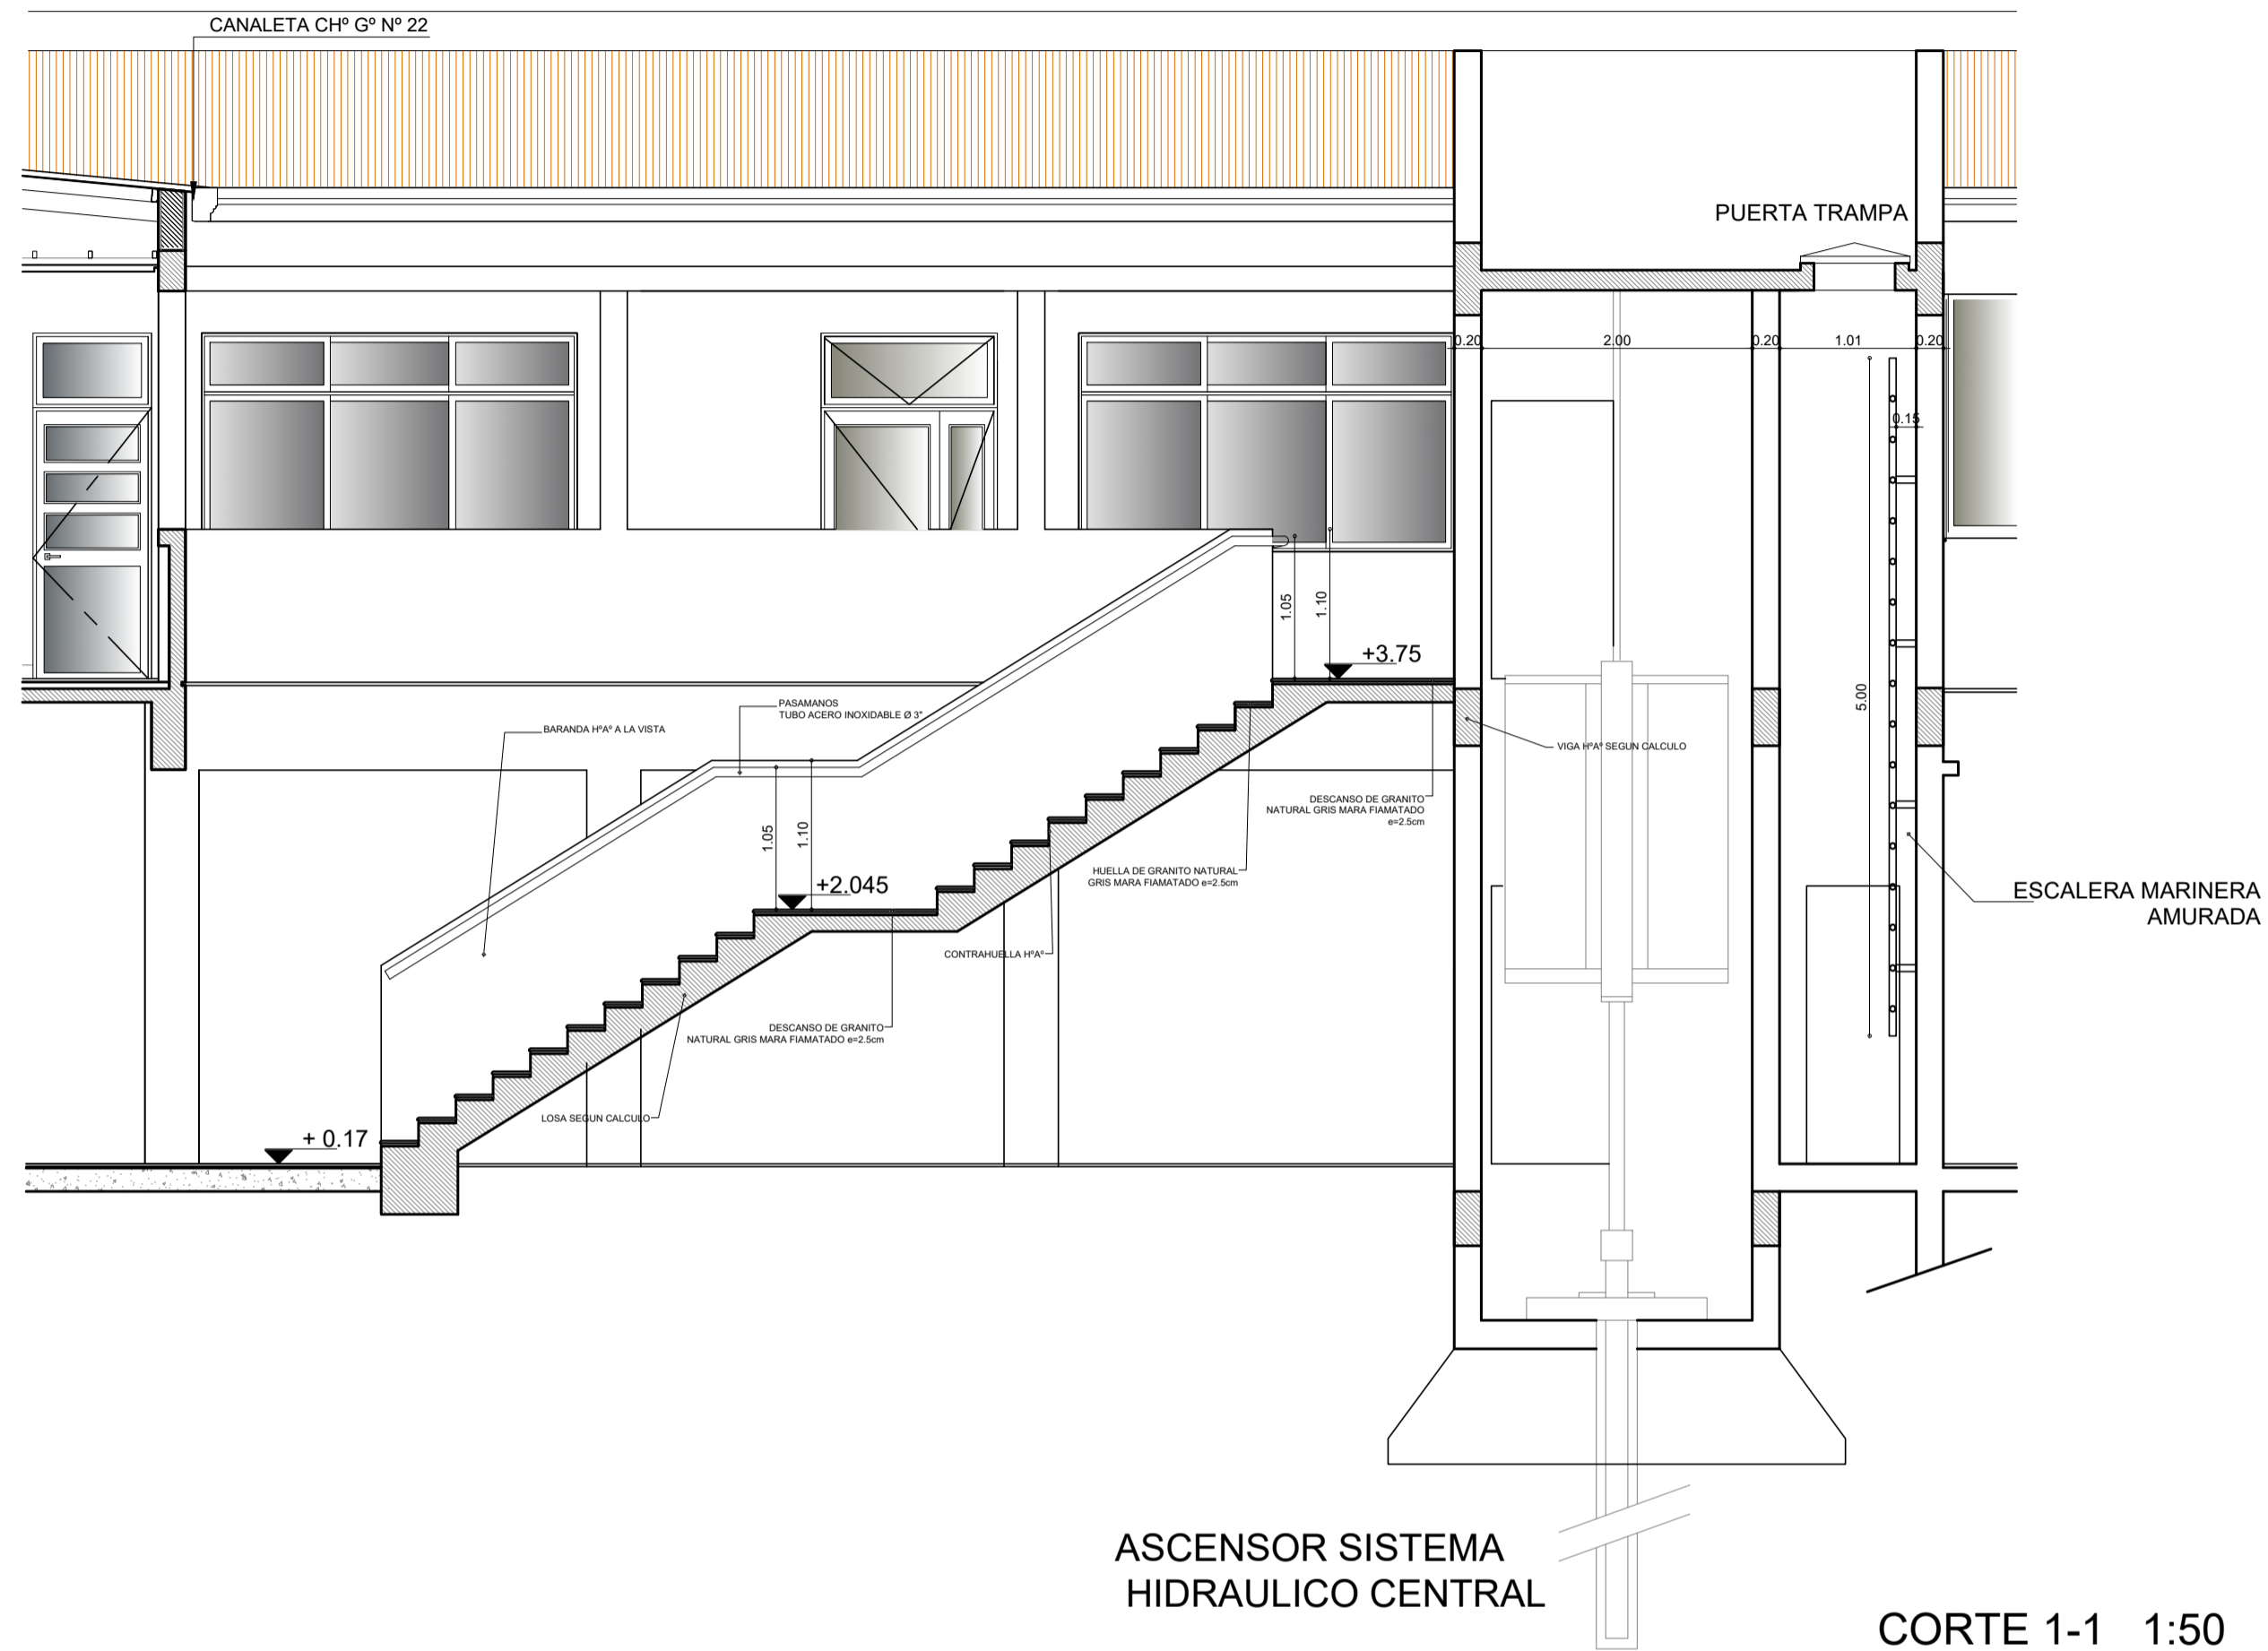 CANALETA CHº Gº Nº 22
PUERTA TRAMPA
0.20
2.00
0.20
1.01
0.20
0.15
1.05
1.10
+3.75
5.00
PASAMANOS
TUBO ACERO INOXIDABLE Ø 3"
BARANDA HºAº A LA VISTA
VIGA HºAº SEGUN CALCULO
DESCANSO DE GRANITO
NATURAL GRIS MARA FIAMATADO
e=2.5cm
1.05
1.10
+2.045
HUELLA DE GRANITO NATURAL
GRIS MARA FIAMATADO e=2.5cm
ESCALERA MARINERA
AMURADA
CONTRAHUELLA HºAº
DESCANSO DE GRANITO
NATURAL GRIS MARA FIAMATADO e=2.5cm
LOSA SEGUN CALCULO
+ 0.17
ASCENSOR SISTEMA
HIDRAULICO CENTRAL
CORTE 1-1 1:50